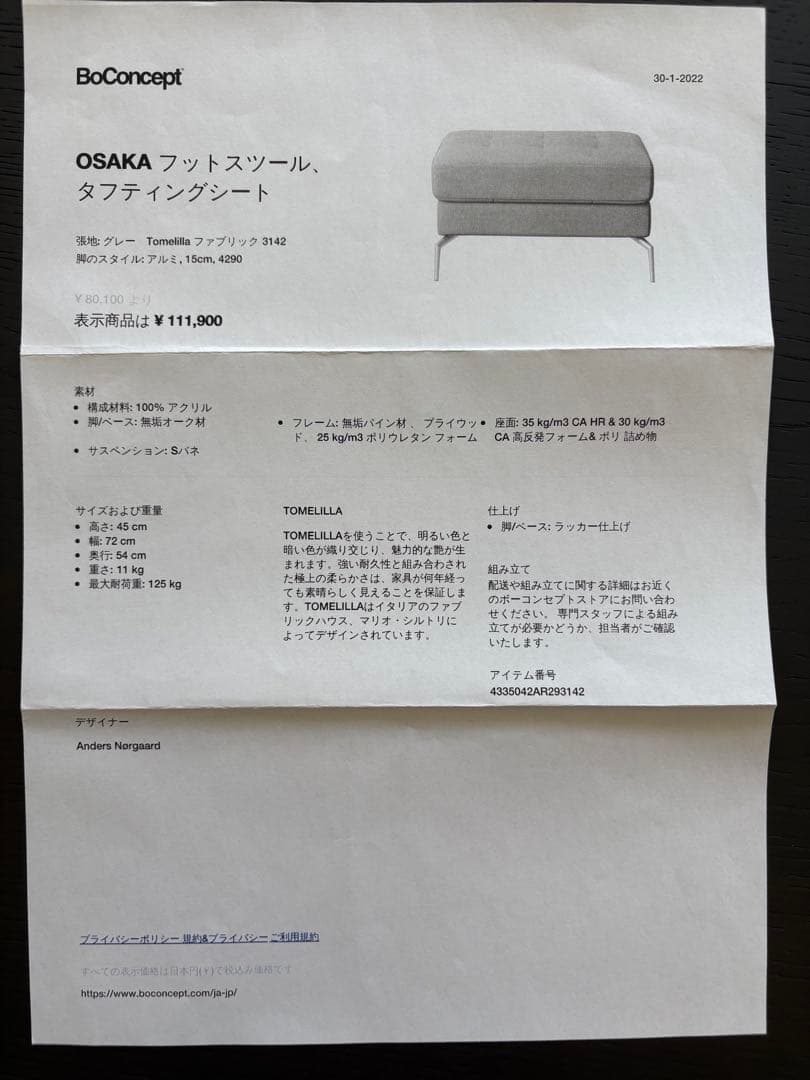 BoConcept
30-1-2022
OSAKA フットスツール、
タフティングシート
張地: グレー Tomelilla ファブリック 3142
脚のスタイル: アルミ, 15cm, 4290
¥ 80,100 より
表示商品は ¥ 111,900
素材
• 構成材料: 100% アクリル
• 脚/ベース: 無垢オーク材
• サスペンション: Sバネ
• フレーム: 無垢パイン材 、 プライウッ
ド、 25 kg/m3 ポリウレタン フォーム
• 座面: 35 kg/m3 CA HR & 30 kg/m3
CA 高反発フォーム& ポリ 詰め物
サイズおよび重量
• 高さ: 45 cm
• 幅: 72 cm
• 奥行: 54 cm
• 重さ: 11 kg
• 最大耐荷重: 125 kg
TOMELILLA
TOMELILLAを使うことで、明るい色と
暗い色が織り交じり、魅力的な艶が生
まれます。強い耐久性と組み合わされ
た極上の柔らかさは、家具が何年経っ
ても素晴らしく見えることを保証しま
す。TOMELILLAはイタリアのファブ
リックハウス、マリオ・シルトリに
よってデザインされています。
仕上げ
• 脚/ベース: ラッカー仕上げ
組み立て
配送や組み立てに関する詳細はお近く
のボーコンセプトストアにお問い合わ
せください。 専門スタッフによる組み
立てが必要かどうか、担当者がご確認
いたします。
アイテム番号
4335042AR293142
デザイナー
Anders Nørgaard
プライバシーポリシー 規約&プライバシー ご利用規約
すべての表示価格は日本円(￥)で税込み価格です
https://www.boconcept.com/ja-jp/